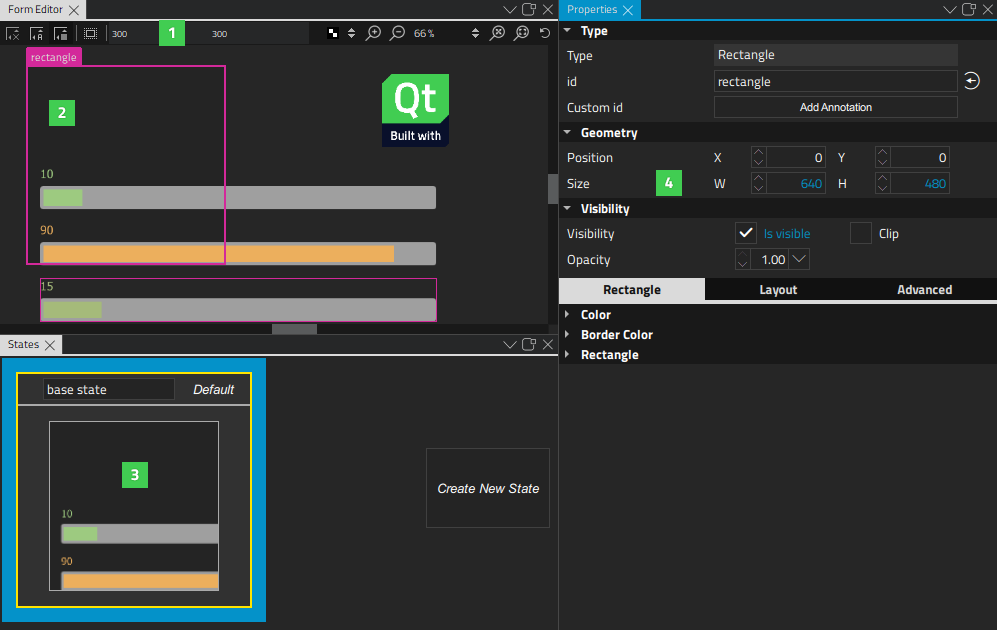 Form Editor
1
300
300
66 %
rectangle
2
Qt
Built with
10
90
15
States
base state
Default
3
10
90
Create New State
Properties
Type
Type
Rectangle
id
rectangle
Custom id
Add Annotation
Geometry
Position
X
0
Y
0
Size
4
W
640
H
480
Visibility
Visibility
Is visible
Clip
Opacity
1.00
Rectangle
Layout
Advanced
Color
Border Color
Rectangle